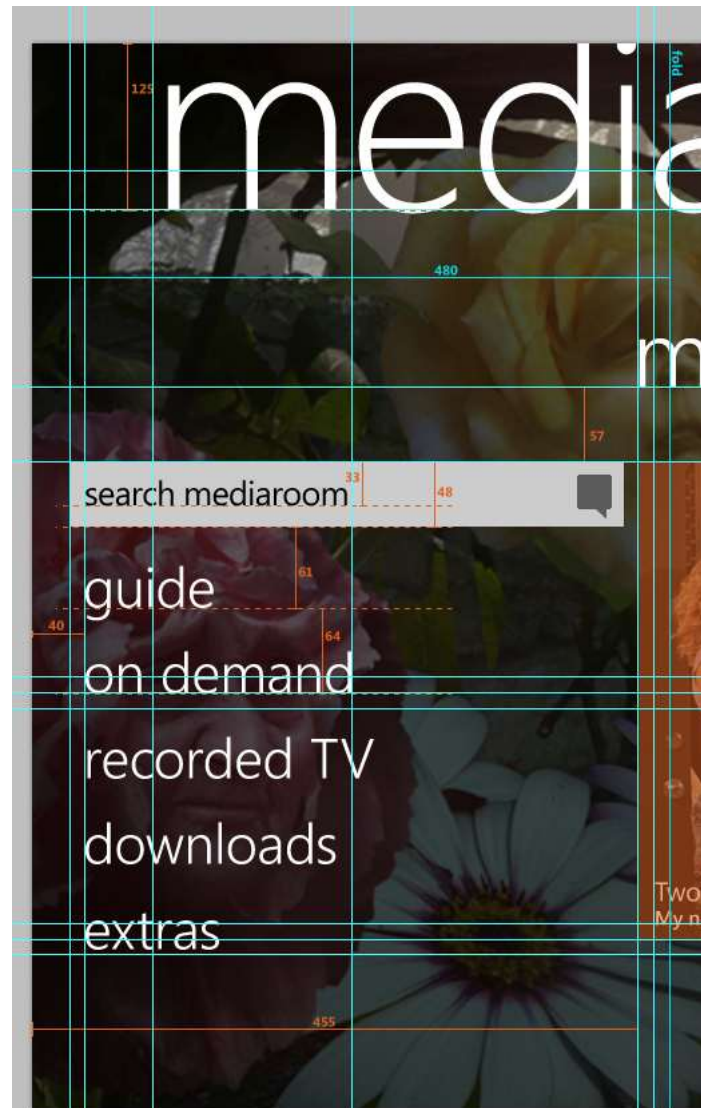 fold
media
125
480
m
57
search mediaroom
33
48
guide
61
40
64
on demand
recorded TV
downloads
Two
My n
extras
455